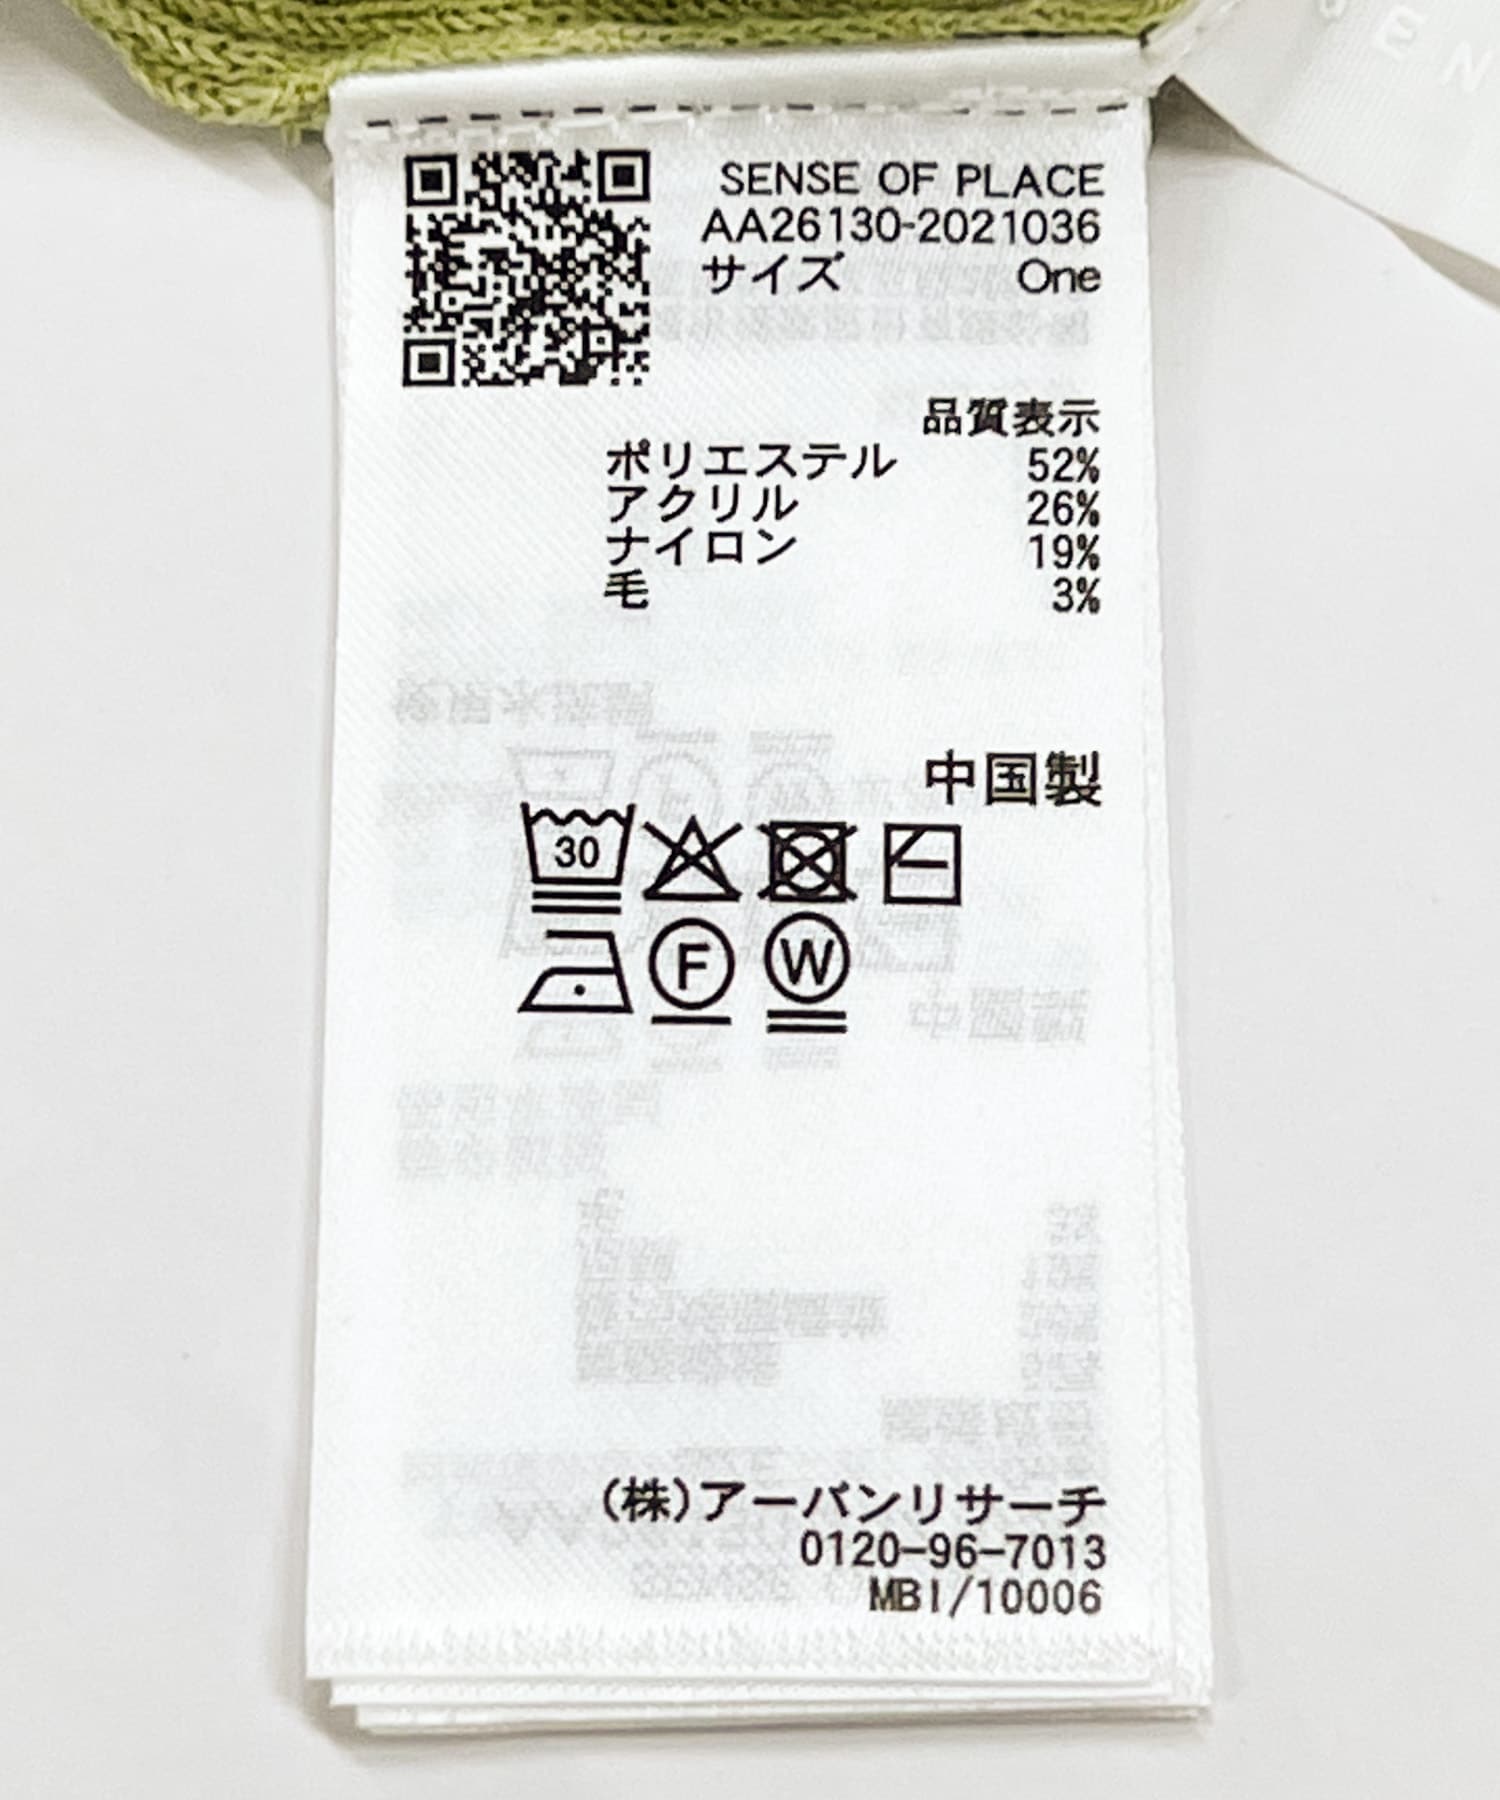 SENSE OF PLACE
AA26130-2021036
サイズ One
品質表示
ポリエステル 52%
アクリル 26%
ナイロン 19%
毛 3%
中国製
30
F W
(株)アーバンリサーチ
0120-96-7013
MBI/10006